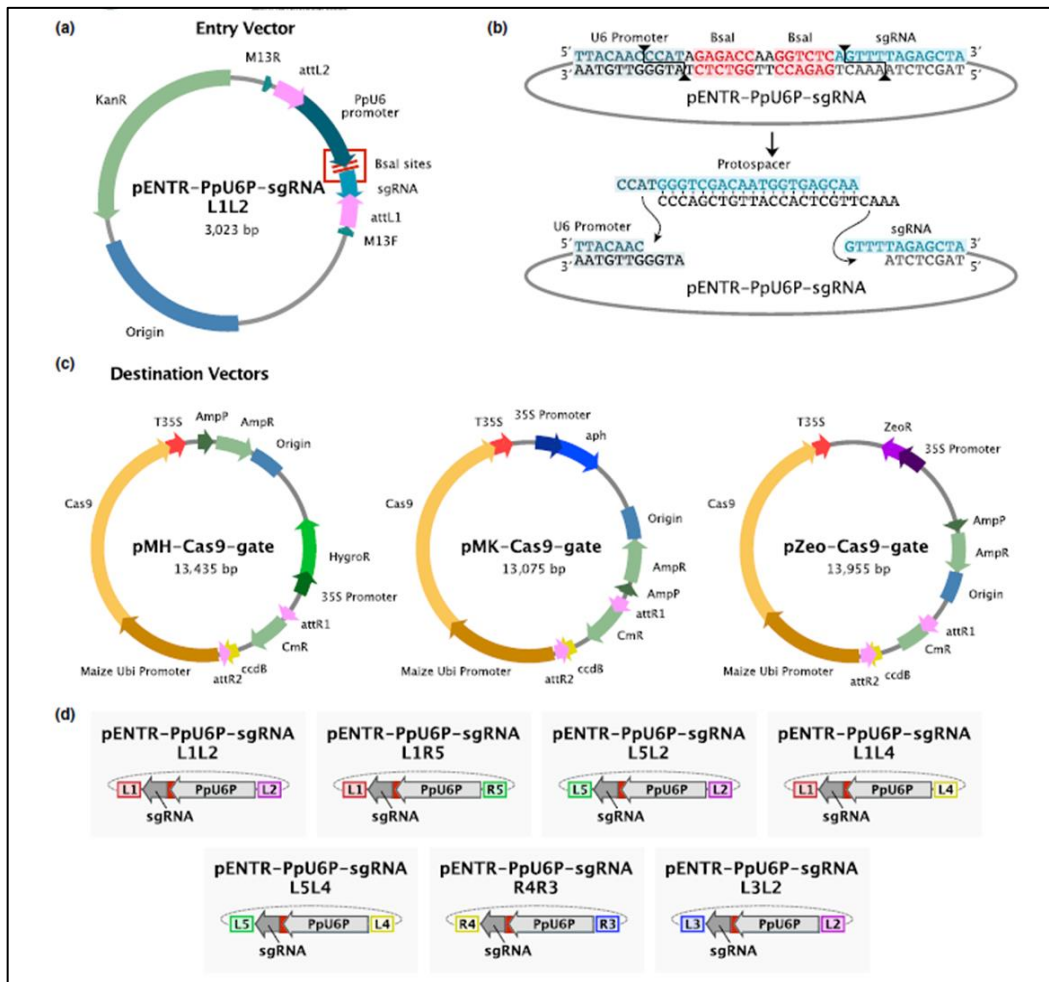 (a)
Entry Vector
M13R
attL2
KanR
PpU6
promoter
BsaI sites
pENTR-PpU6P-sgRNA
L1L2
3,023 bp
sgRNA
attL1
M13F
Origin
(b)
U6 Promoter BsaI BsaI sgRNA
5′ TTACAACCCATAGAGACCAAGGTCTCAGTTTTAGAGCTA 3′
3′ AATGTTGGGTATCTCTGGTTCCAGAGTCAAAATCTCGAT 5′
pENTR-PpU6P-sgRNA
Protospacer
CCATGGGTCGACAATGGTGAGCAA
CCCAGCTGTTACCACTCGTTCAAA
U6 Promoter sgRNA
5′ TTACAAC GTTTTAGAGCTA 3′
3′ AATGTTGGGTA ATCTCGAT 5′
pENTR-PpU6P-sgRNA
(c)
Destination Vectors
T35S
AmpP
AmpR
Origin
Cas9
pMH-Cas9-gate
13,435 bp
HygroR
35S Promoter
attR1
CmR
ccdB
attR2
Maize Ubi Promoter
T35S
35S Promoter
aph
Cas9
Origin
pMK-Cas9-gate
13,075 bp
AmpR
AmpP
attR1
CmR
ccdB
attR2
Maize Ubi Promoter
T35S
ZeoR
35S Promoter
Cas9
AmpP
pZeo-Cas9-gate
13,955 bp
AmpR
Origin
attR1
CmR
ccdB
attR2
Maize Ubi Promoter
(d)
pENTR-PpU6P-sgRNA
L1L2
L1 PpU6P L2
sgRNA
pENTR-PpU6P-sgRNA
L1R5
L1 PpU6P R5
sgRNA
pENTR-PpU6P-sgRNA
L5L2
L5 PpU6P L2
sgRNA
pENTR-PpU6P-sgRNA
L1L4
L1 PpU6P L4
sgRNA
pENTR-PpU6P-sgRNA
L5L4
L5 PpU6P L4
sgRNA
pENTR-PpU6P-sgRNA
R4R3
R4 PpU6P R3
sgRNA
pENTR-PpU6P-sgRNA
L3L2
L3 PpU6P L2
sgRNA